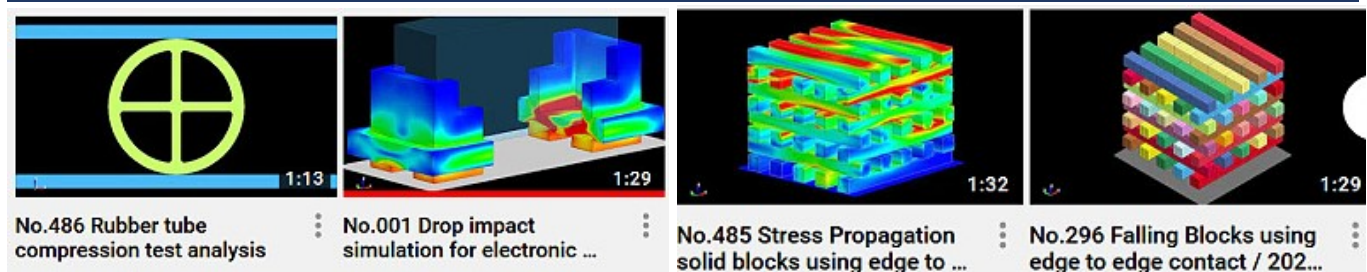 1:13
1:29
1:32
1:29
No.486 Rubber tube
compression test analysis
No.001 Drop impact
simulation for electronic ...
No.485 Stress Propagation
solid blocks using edge to ...
No.296 Falling Blocks using
edge to edge contact / 202...